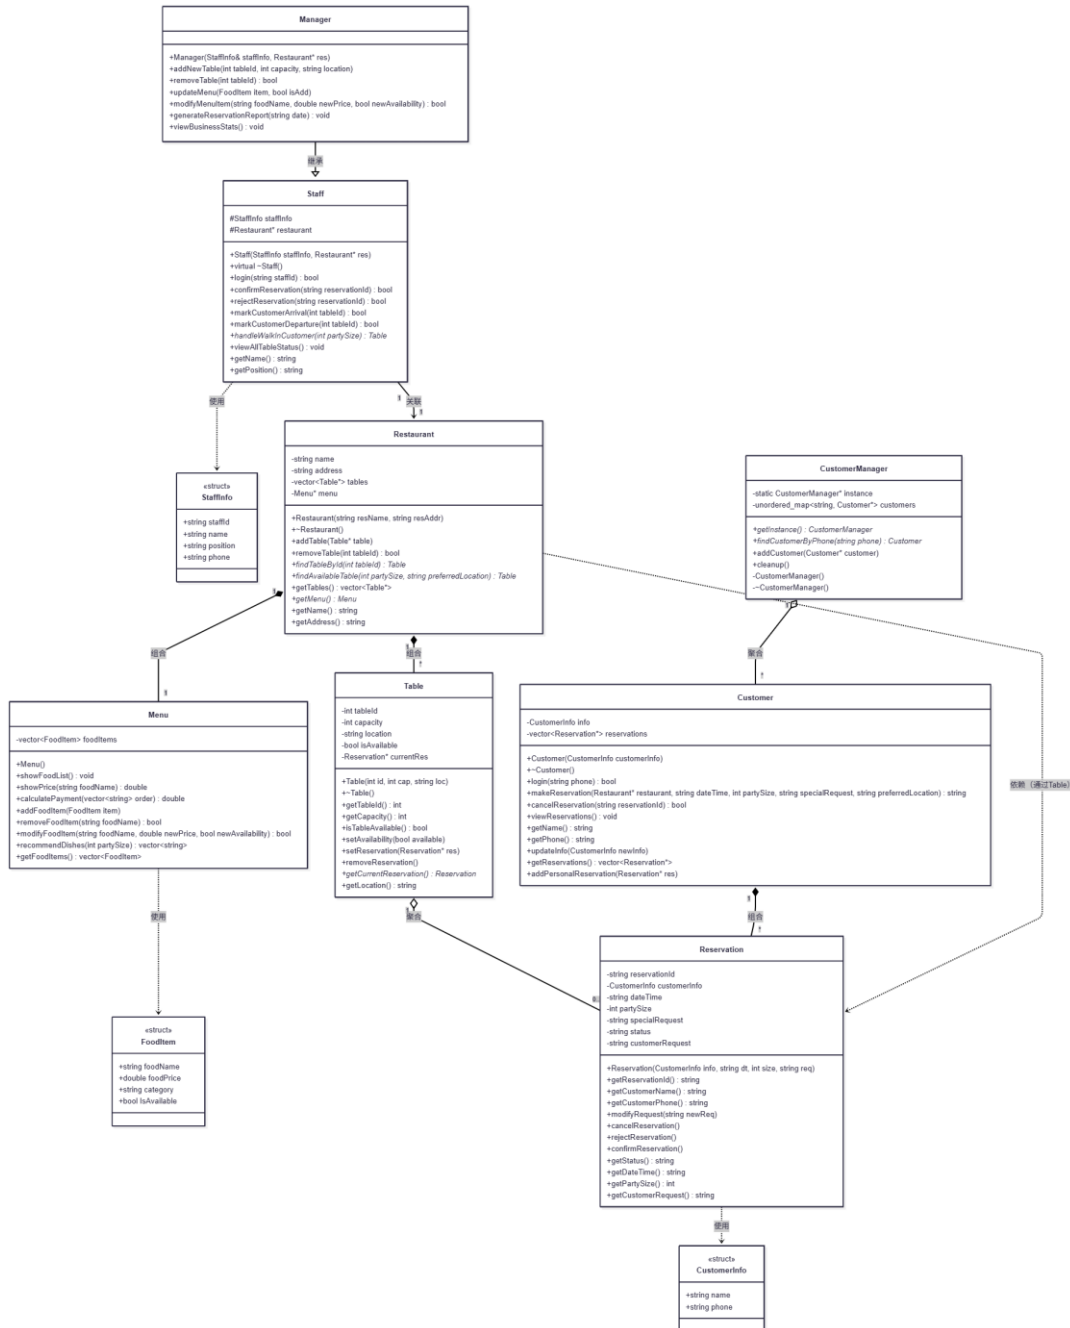 Manager
+Manager(StaffInfo& staffInfo, Restaurant* res)
+addNewTable(int tableId, int capacity, string location)
+removeTable(int tableId) : bool
+updateMenu(FoodItem item, bool isAdd)
+modifyMenuItem(string foodName, double newPrice, bool newAvailability) : bool
+generateReservationReport(string date) : void
+viewBusinessStats() : void
继承
Staff
#StaffInfo staffInfo
#Restaurant* restaurant
+Staff(StaffInfo staffInfo, Restaurant* res)
+virtual ~Staff()
+login(string staffId) : bool
+confirmReservation(string reservationId) : bool
+rejectReservation(string reservationId) : bool
+markCustomerArrival(int tableId) : bool
+markCustomerDeparture(int tableId) : bool
+handleWalkInCustomer(int partySize) : Table
+viewAllTableStatus() : void
+getName() : string
+getPosition() : string
使用
1
关联
1
«struct»
StaffInfo
+string staffId
+string name
+string position
+string phone
Restaurant
-string name
-string address
-vector<Table*> tables
-Menu* menu
+Restaurant(string resName, string resAddr)
+~Restaurant()
+addTable(Table* table)
+removeTable(int tableId) : bool
+findTableById(int tableId) : Table
+findAvailableTable(int partySize, string preferredLocation) : Table
+getTables() : vector<Table*>
+getMenu() : Menu
+getName() : string
+getAddress() : string
CustomerManager
-static CustomerManager* instance
-unordered_map<string, Customer*> customers
+getInstance() : CustomerManager
+findCustomerByPhone(string phone) : Customer
+addCustomer(Customer* customer)
+cleanup()
-CustomerManager()
-~CustomerManager()
1
组合
1
1
组合
*
1
聚合
*
Menu
-vector<FoodItem> foodItems
+Menu()
+showFoodList() : void
+showPrice(string foodName) : double
+calculatePayment(vector<string> order) : double
+addFoodItem(FoodItem item)
+removeFoodItem(string foodName) : bool
+modifyFoodItem(string foodName, double newPrice, bool newAvailability) : bool
+recommendDishes(int partySize) : vector<string>
+getFoodItems() : vector<FoodItem>
Table
-int tableId
-int capacity
-string location
-bool isAvailable
-Reservation* currentRes
+Table(int id, int cap, string loc)
+~Table()
+getTableId() : int
+getCapacity() : int
+isTableAvailable() : bool
+setAvailability(bool available)
+setReservation(Reservation* res)
+removeReservation()
+getCurrentReservation() : Reservation
+getLocation() : string
Customer
-CustomerInfo info
-vector<Reservation*> reservations
+Customer(CustomerInfo customerInfo)
+~Customer()
+login(string phone) : bool
+makeReservation(Restaurant* restaurant, string dateTime, int partySize, string specialRequest, string preferredLocation) : string
+cancelReservation(string reservationId) : bool
+viewReservations() : void
+getName() : string
+getPhone() : string
+updateInfo(CustomerInfo newInfo)
+getReservations() : vector<Reservation*>
+addPersonalReservation(Reservation* res)
依赖（通过Table）
使用
1
聚合
1
组合
*
Reservation
-string reservationId
-CustomerInfo customerInfo
-string dateTime
-int partySize
-string specialRequest
-string status
-string customerRequest
+Reservation(CustomerInfo info, string dt, int size, string req)
+getReservationId() : string
+getCustomerName() : string
+getCustomerPhone() : string
+modifyRequest(string newReq)
+cancelReservation()
+rejectReservation()
+confirmReservation()
+getStatus() : string
+getDateTime() : string
+getPartySize() : int
+getCustomerRequest() : string
«struct»
FoodItem
+string foodName
+double foodPrice
+string category
+bool isAvailable
使用
«struct»
CustomerInfo
+string name
+string phone